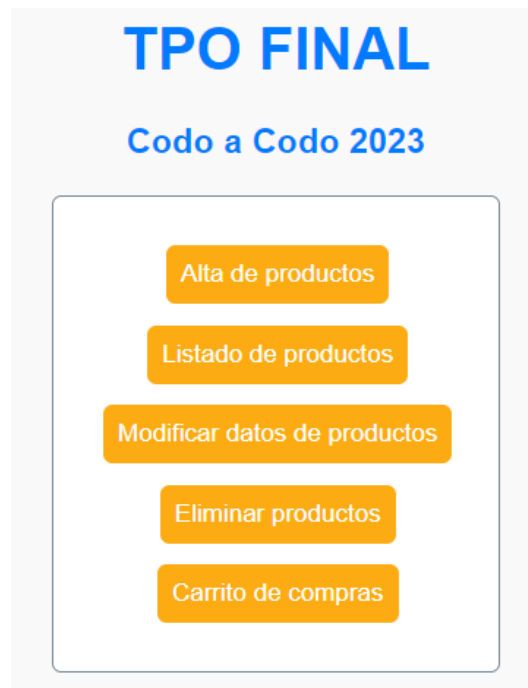 TPO FINAL
Codo a Codo 2023
Alta de productos
Listado de productos
Modificar datos de productos
Eliminar productos
Carrito de compras